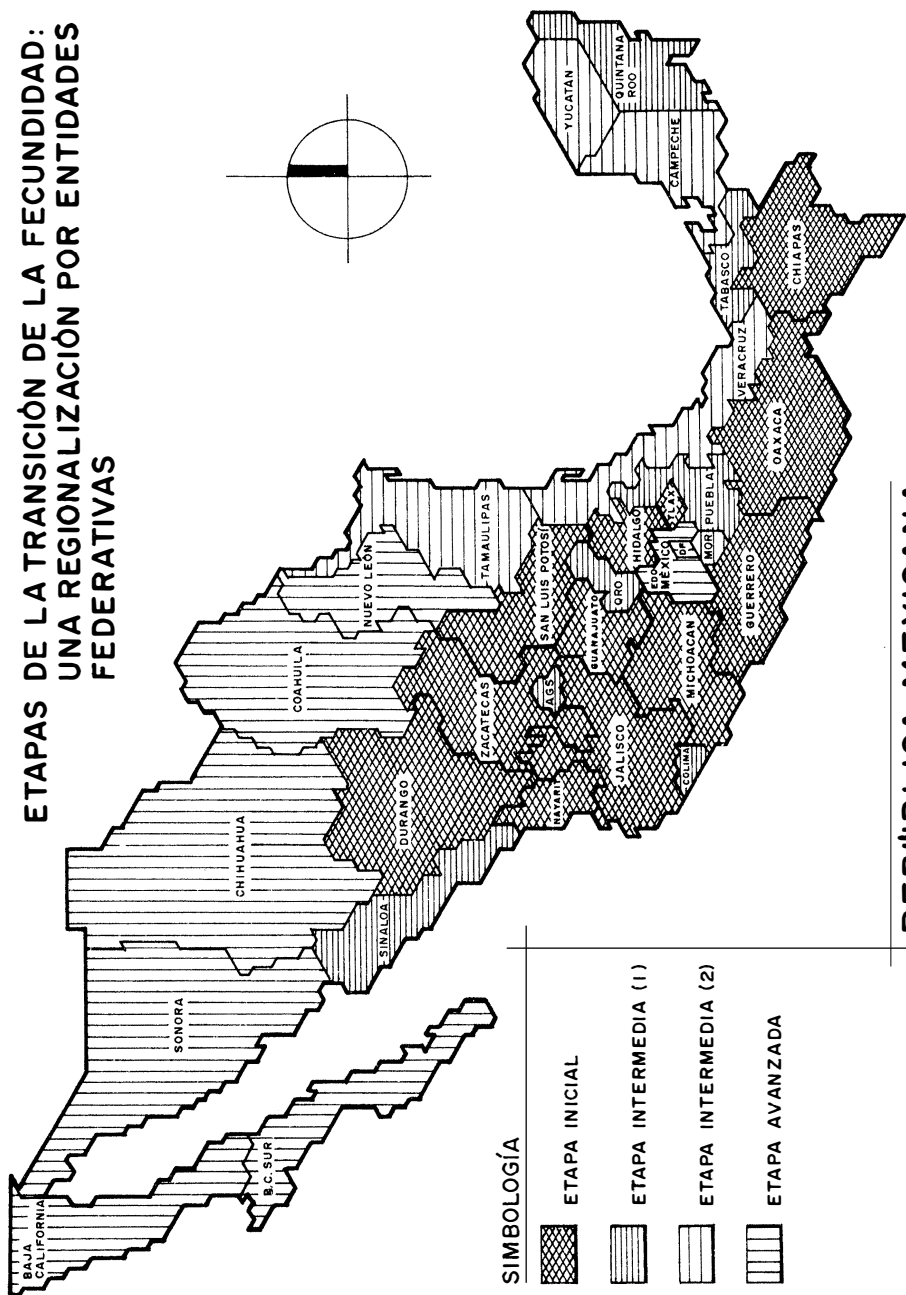 ETAPAS DE LA TRANSICIÓN DE LA FECUNDIDAD:
UNA REGIONALIZACIÓN POR ENTIDADES
FEDERATIVAS
BAJA
CALIFORNIA
B.C. SUR
SONORA
CHIHUAHUA
COAHUILA
NUEVO LEÓN
TAMAULIPAS
SINALOA
DURANGO
ZACATECAS
SAN LUIS POTOSÍ
NAYARIT
AGS
JALISCO
GUANAJUATO
QRO
HIDALGO
COLINA
MICHOACAN
EDO
MÉXICO
DF
TLAX
MOR
PUEBLA
VERACRUZ
GUERRERO
OAXACA
TABASCO
CHIAPAS
CAMPECHE
YUCATÁN
QUINTANA
ROO
SIMBOLOGÍA
ETAPA INICIAL
ETAPA INTERMEDIA (1)
ETAPA INTERMEDIA (2)
ETAPA AVANZADA